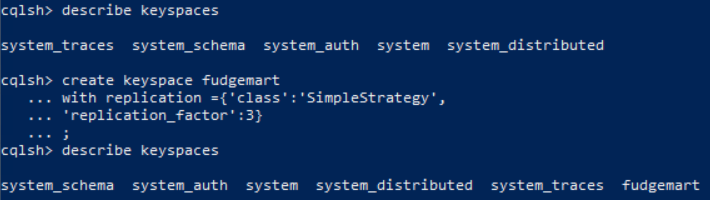 cqlsh> describe keyspaces
system_traces  system_schema  system_auth  system  system_distributed
cqlsh> create keyspace fudgemart
   ... with replication ={'class':'SimpleStrategy',
   ... 'replication_factor':3}
   ... ;
cqlsh> describe keyspaces
system_schema  system_auth  system  system_distributed  system_traces  fudgemart